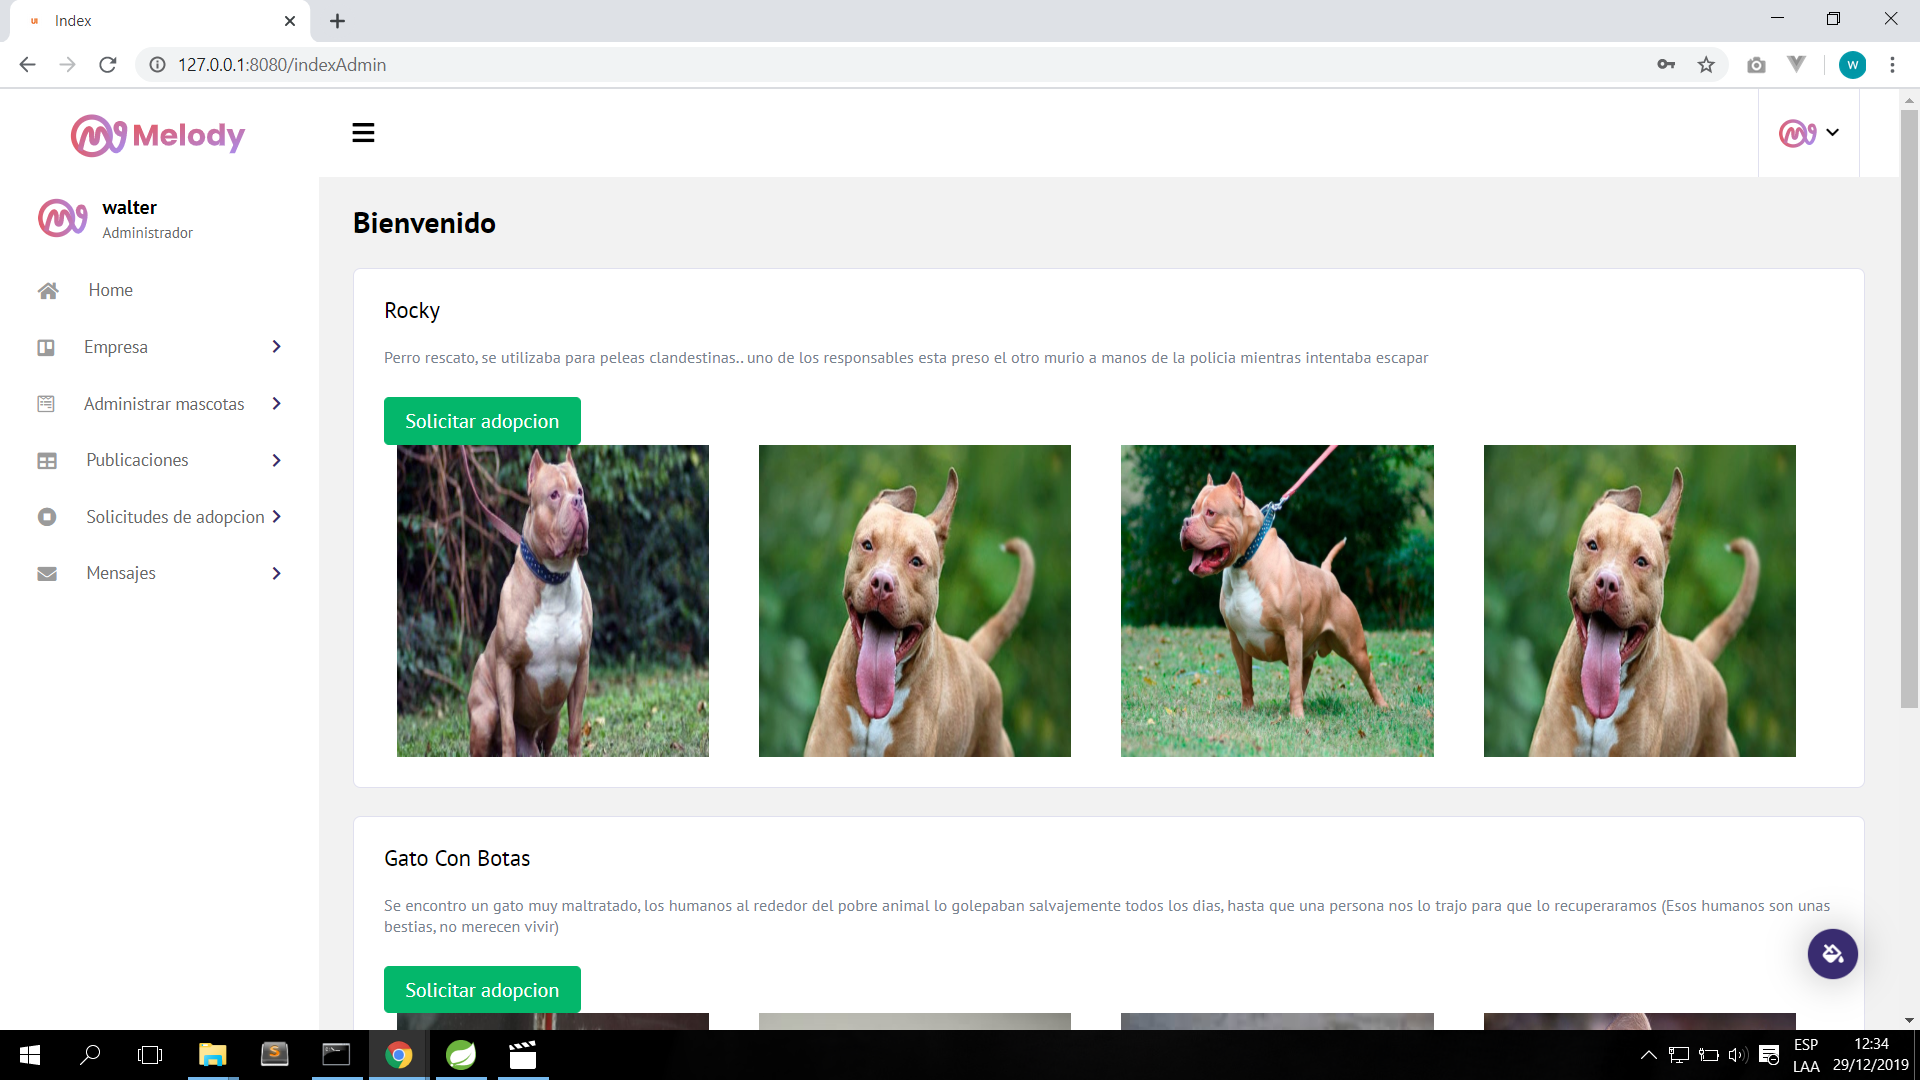 Index
127.0.0.1:8080/indexAdmin
W
Melody
walter
Administrador
Home
Empresa
Administrar mascotas
Publicaciones
Solicitudes de adopcion
Mensajes
Bienvenido
Rocky
Perro rescato, se utilizaba para peleas clandestinas.. uno de los responsables esta preso el otro murio a manos de la policia mientras intentaba escapar
Solicitar adopcion
Gato Con Botas
Se encontro un gato muy maltratado, los humanos al rededor del pobre animal lo golepaban salvajemente todos los dias, hasta que una persona nos lo trajo para que lo recuperaramos (Esos humanos son unas
bestias, no merecen vivir)
Solicitar adopcion
ESP
LAA
12:34
29/12/2019